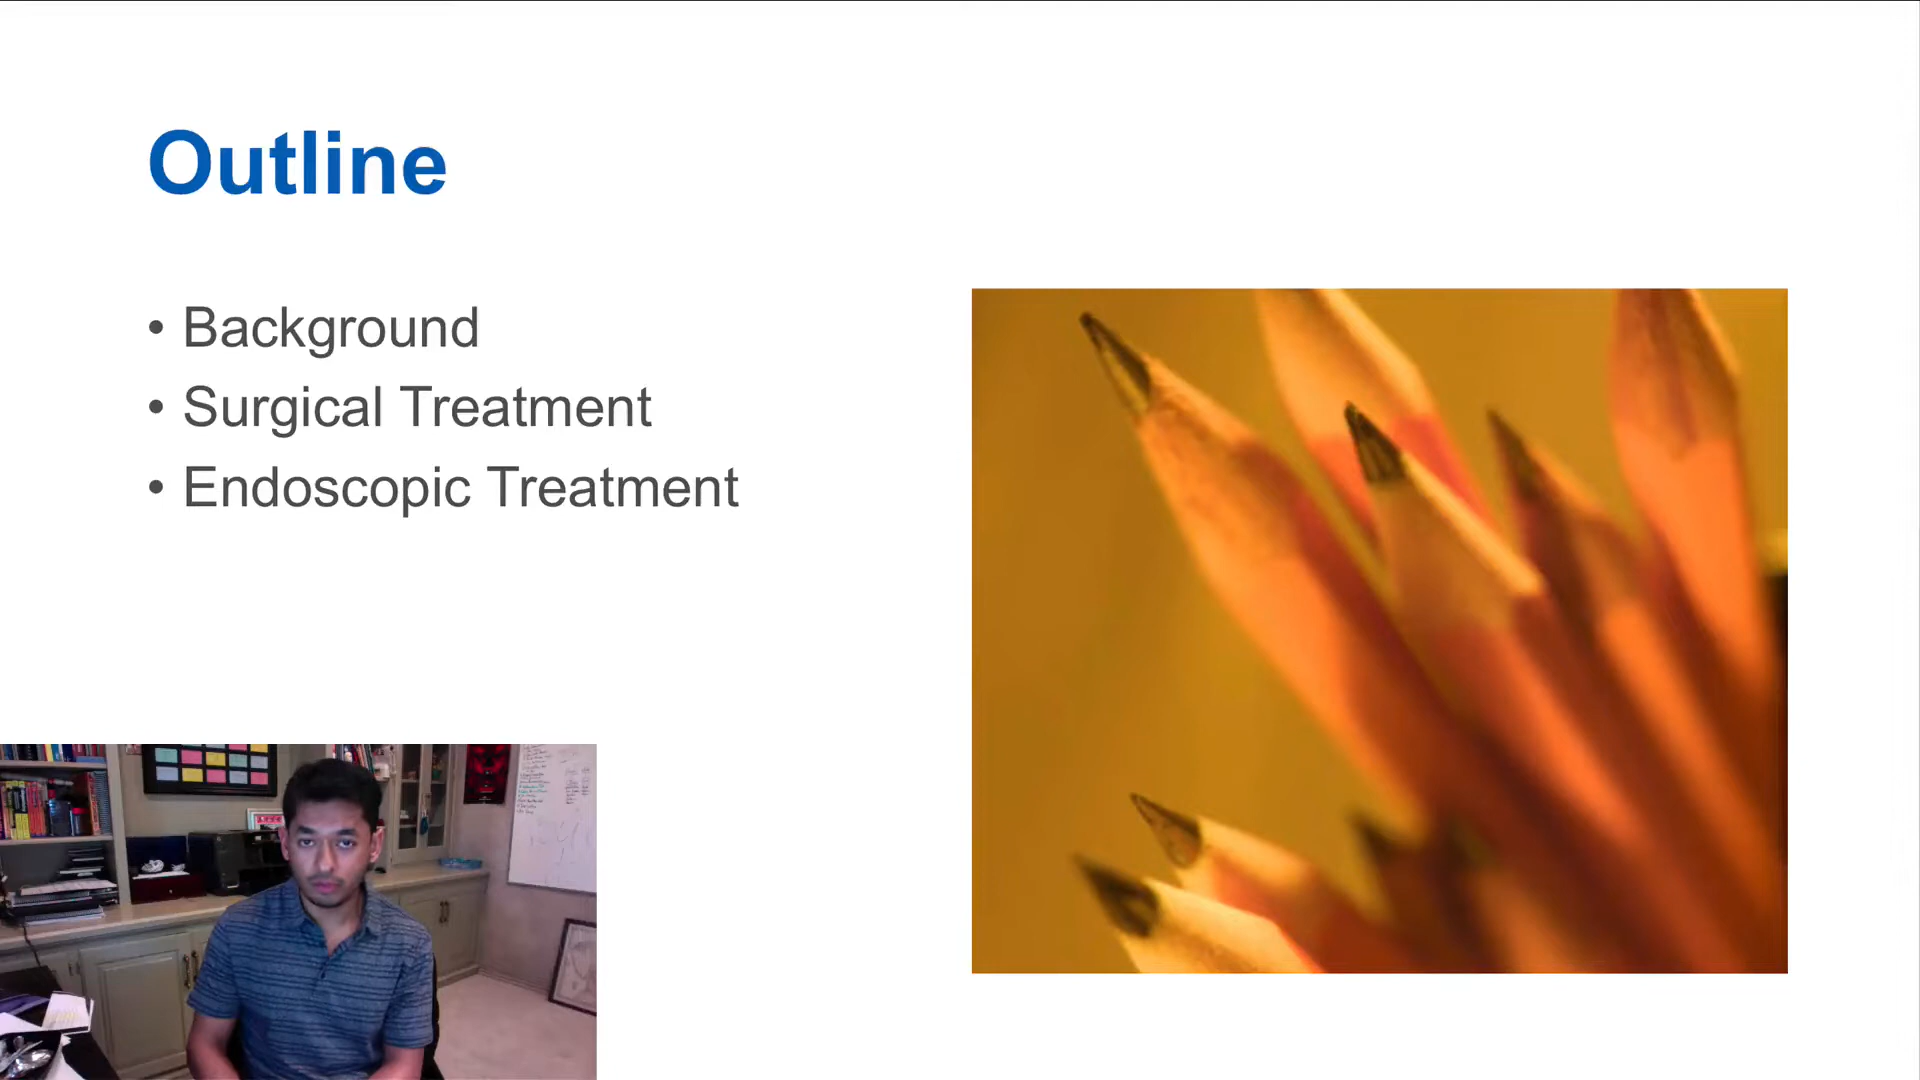 Outline
• Background
• Surgical Treatment
• Endoscopic Treatment